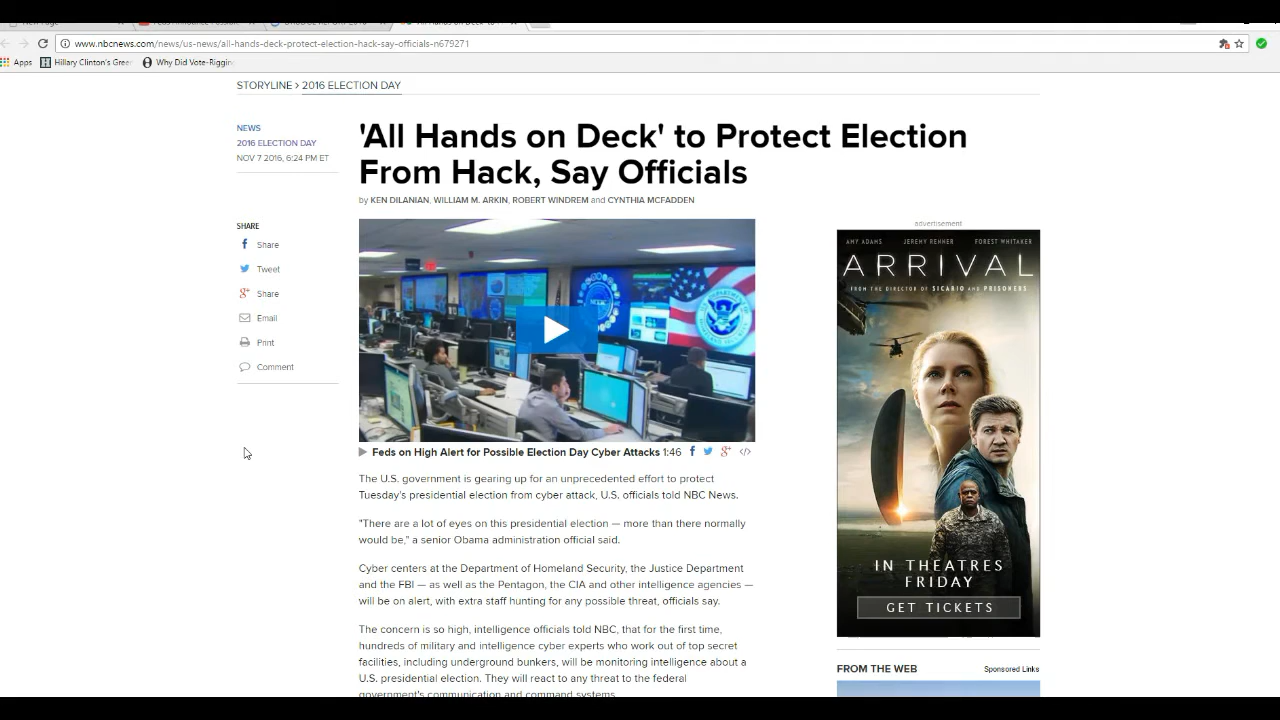 www.nbcnews.com/news/us-news/all-hands-deck-protect-election-hack-say-officials-n679271
Apps Hillary Clinton's Gree Why Did Vote-Rigging
STORYLINE > 2016 ELECTION DAY
NEWS
2016 ELECTION DAY
NOV 7 2016, 6:24 PM ET
'All Hands on Deck' to Protect Election
From Hack, Say Officials
by KEN DILANIAN, WILLIAM M. ARKIN, ROBERT WINDREM and CYNTHIA MCFADDEN
SHARE
Share
Tweet
Share
Email
Print
Comment
Feds on High Alert for Possible Election Day Cyber Attacks 1:46
The U.S. government is gearing up for an unprecedented effort to protect
Tuesday's presidential election from cyber attack, U.S. officials told NBC News.
"There are a lot of eyes on this presidential election — more than there normally
would be," a senior Obama administration official said.
Cyber centers at the Department of Homeland Security, the Justice Department
and the FBI — as well as the Pentagon, the CIA and other intelligence agencies —
will be on alert, with extra staff hunting for any possible threat, officials say.
The concern is so high, intelligence officials told NBC, that for the first time,
hundreds of military and intelligence cyber experts who work out of top secret
facilities, including underground bunkers, will be monitoring intelligence about a
U.S. presidential election. They will react to any threat to the federal
government's communication and command systems.
advertisement
AMY ADAMS JEREMY RENNER FOREST WHITAKER
ARRIVAL
FROM THE DIRECTOR OF SICARIO AND PRISONERS
IN THEATRES
FRIDAY
GET TICKETS
FROM THE WEB
Sponsored Links